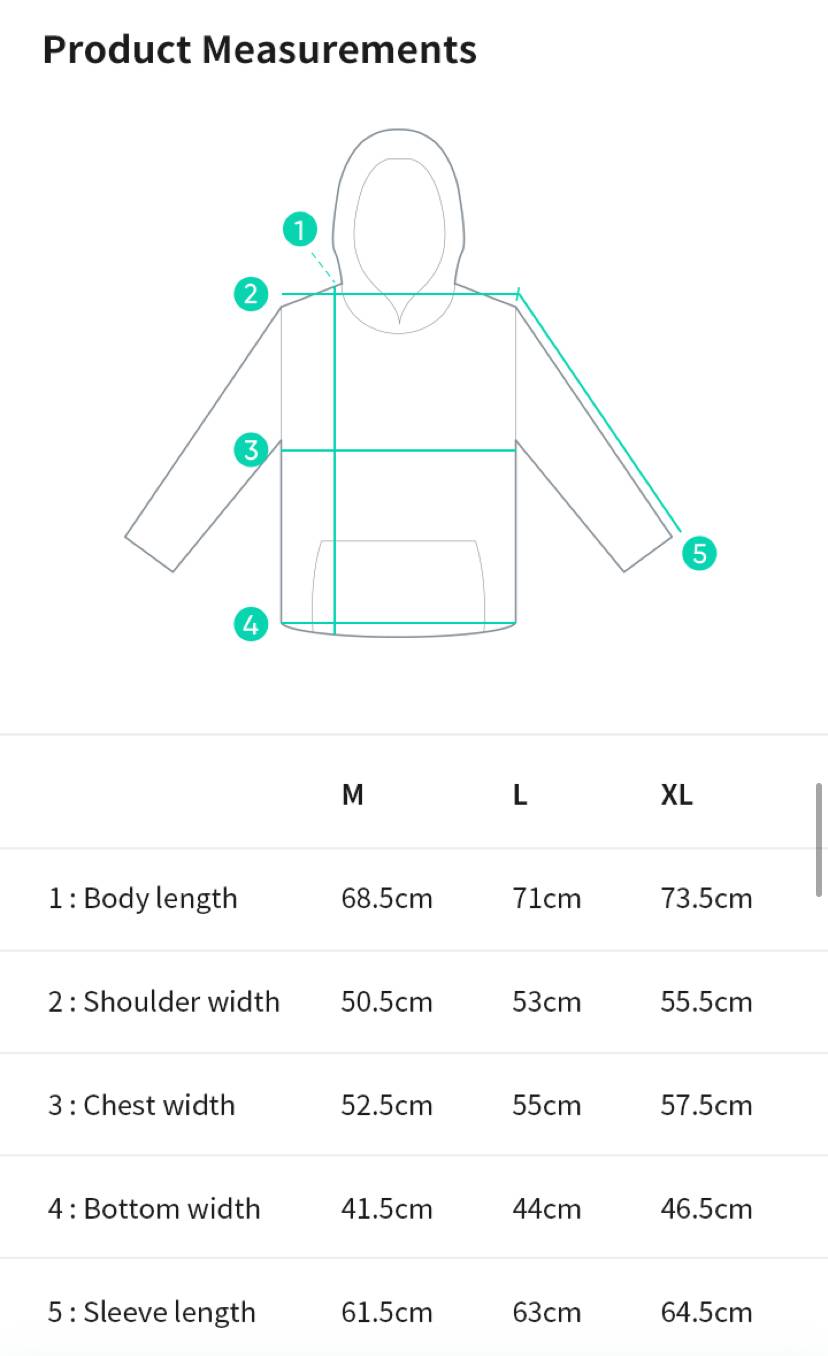 Product Measurements
1
2
3
5
4
M L XL
1 : Body length 68.5cm 71cm 73.5cm
2 : Shoulder width 50.5cm 53cm 55.5cm
3 : Chest width 52.5cm 55cm 57.5cm
4 : Bottom width 41.5cm 44cm 46.5cm
5 : Sleeve length 61.5cm 63cm 64.5cm